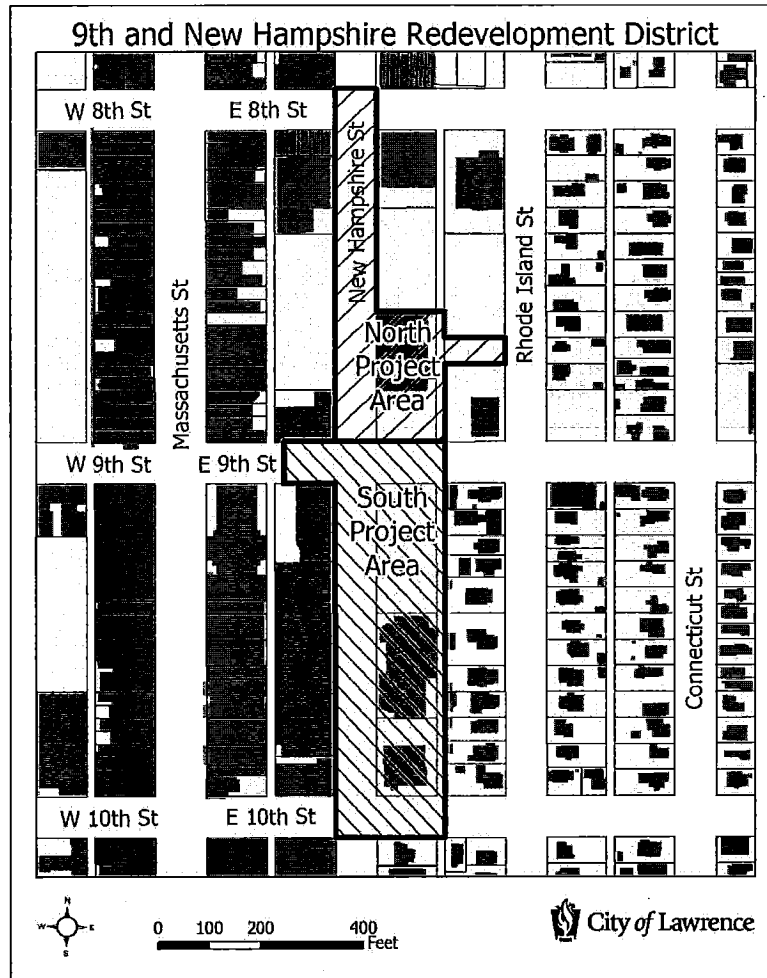 9th and New Hampshire Redevelopment District
W 8th St
E 8th St
New Hampshire St
Rhode Island St
Massachusetts St
North
Project
Area
W 9th St
E 9th St
South
Project
Area
Connecticut St
W 10th St
E 10th St
N
W
E
S
0 100 200 400
Feet
City of Lawrence